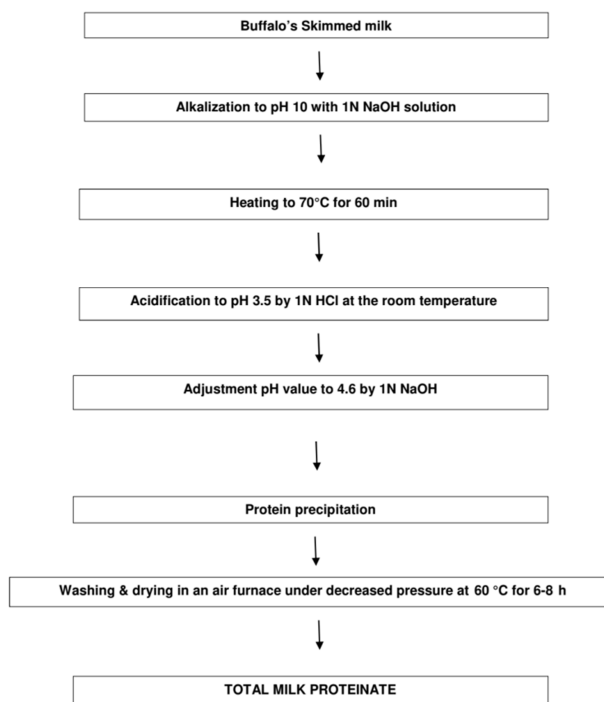 Buffalo's Skimmed milk
Alkalization to pH 10 with 1N NaOH solution
Heating to 70°C for 60 min
Acidification to pH 3.5 by 1N HCl at the room temperature
Adjustment pH value to 4.6 by 1N NaOH
Protein precipitation
Washing & drying in an air furnace under decreased pressure at 60 °C for 6-8 h
TOTAL MILK PROTEINATE